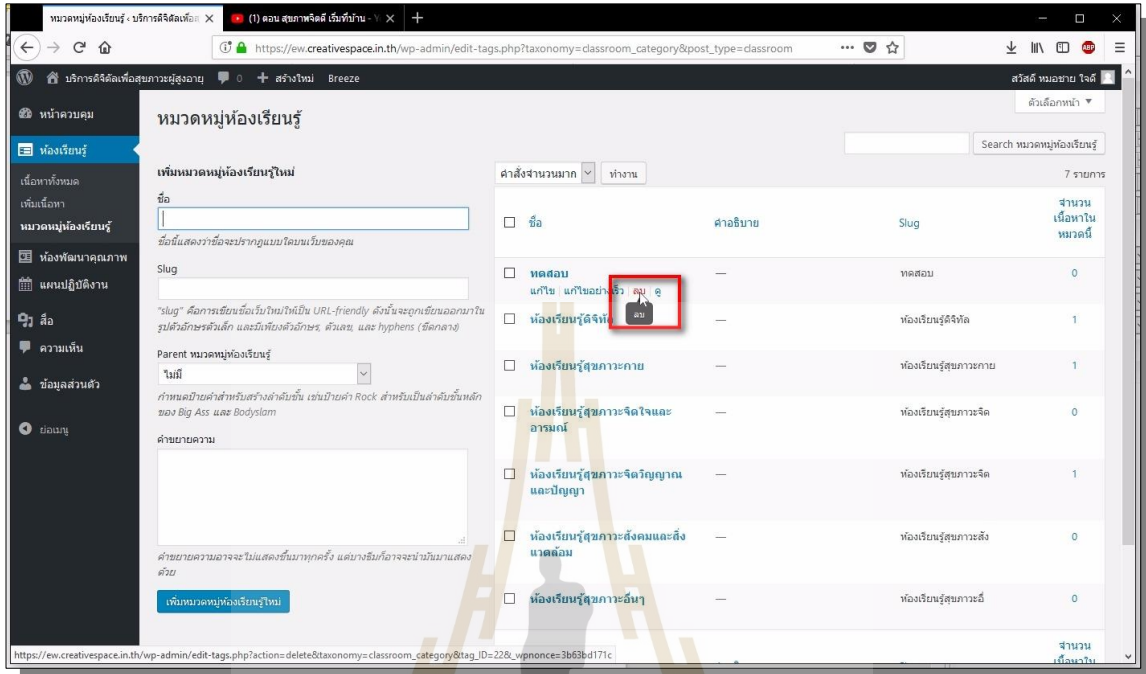 หมวดหมู่ห้องเรียนรู้ ‹ บริการดิจิตัลเพื่อส
(1) ตอน สุขภาพจิตดี เริ่มที่บ้าน - Y
https://ew.creativespace.in.th/wp-admin/edit-tags.php?taxonomy=classroom_category&post_type=classroom
บริการดิจิตัลเพื่อสุขภาวะผู้สูงอายุ 0 สร้างใหม่ Breeze
สวัสดี หมอชาย ใจดี
ตัวเลือกหน้า ▼
หน้าควบคุม
ห้องเรียนรู้
เนื้อหาทั้งหมด
เพิ่มเนื้อหา
หมวดหมู่ห้องเรียนรู้
ห้องพัฒนาคุณภาพ
แผนปฏิบัติงาน
สื่อ
ความเห็น
ข้อมูลส่วนตัว
ย่อเมนู
หมวดหมู่ห้องเรียนรู้
Search หมวดหมู่ห้องเรียนรู้
เพิ่มหมวดหมู่ห้องเรียนรู้ใหม่
ชื่อ
ชื่อนี้แสดงว่าชื่อจะปรากฎแบบใดบนเว็บของคุณ
Slug
"slug" คือการเขียนชื่อเว็บใหม่ให้เป็น URL-friendly ดังนั้นจะถูกเขียนออกมาใน
รูปตัวอักษรตัวเล็ก และมีเพียงตัวอักษร, ตัวเลข, และ hyphens (ขีดกลาง)
Parent หมวดหมู่ห้องเรียนรู้
ไม่มี
กำหนดป้ายคำสำหรับสร้างลำดับชั้น เช่นป้ายคำ Rock สำหรับเป็นลำดับชั้นหลัก
ของ Big Ass และ Bodyslam
คำขยายความ
คำขยายความอาจจะไม่แสดงขึ้นมาทุกครั้ง แต่บางธีมก็อาจจะนำมันมาแสดง
ด้วย
เพิ่มหมวดหมู่ห้องเรียนรู้ใหม่
คำสั่งจำนวนมาก ทำงาน 7 รายการ
ชื่อ คำอธิบาย Slug จำนวน
เนื้อหาใน
หมวดนี้
ทดสอบ — ทดสอบ 0
แก้ไข | แก้ไขอย่างเร็ว | ลบ | ดู
ลบ
ห้องเรียนรู้ดิจิทัล — ห้องเรียนรู้ดิจิทัล 1
ห้องเรียนรู้สุขภาวะกาย — ห้องเรียนรู้สุขภาวะกาย 1
ห้องเรียนรู้สุขภาวะจิตใจและ — ห้องเรียนรู้สุขภาวะจิต 0
อารมณ์
ห้องเรียนรู้สุขภาวะจิตวิญญาณ — ห้องเรียนรู้สุขภาวะจิต 1
และปัญญา
ห้องเรียนรู้สุขภาวะสังคมและสิ่ง — ห้องเรียนรู้สุขภาวะสัง 0
แวดล้อม
ห้องเรียนรู้สุขภาวะอื่นๆ — ห้องเรียนรู้สุขภาวะอื่ 0
จำนวน
เนื้อหาใน
https://ew.creativespace.in.th/wp-admin/edit-tags.php?action=delete&taxonomy=classroom_category&tag_ID=22&_wpnonce=3b63bd171c